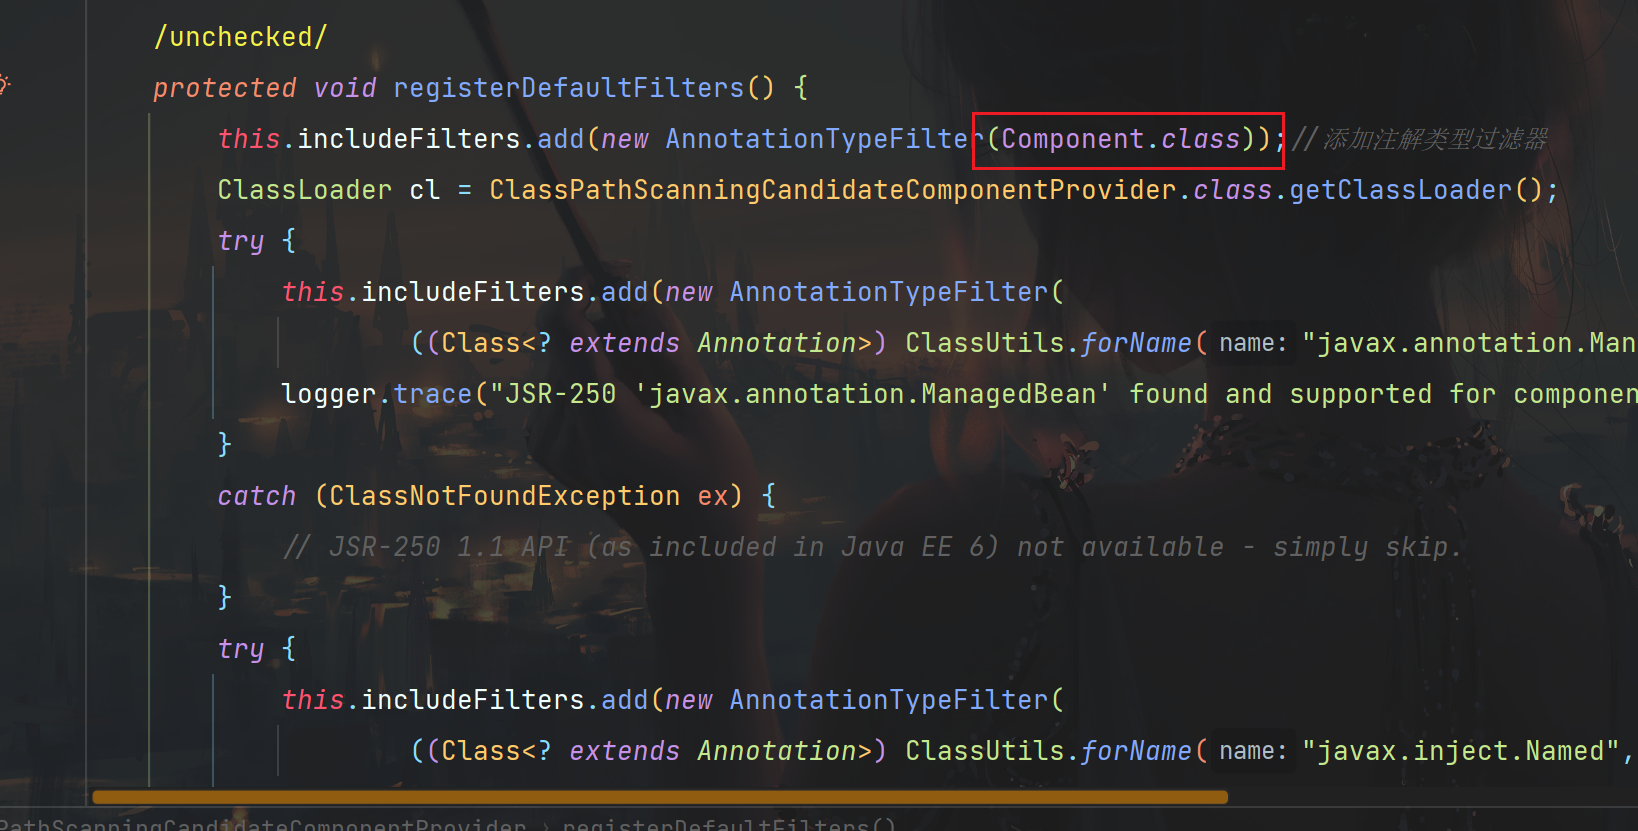 /unchecked/
protected void registerDefaultFilters() {
this.includeFilters.add(new AnnotationTypeFilter(Component.class));//添加注解类型过滤器
ClassLoader cl = ClassPathScanningCandidateComponentProvider.class.getClassLoader();
try {
this.includeFilters.add(new AnnotationTypeFilter(
((Class<? extends Annotation>) ClassUtils.forName( name: "javax.annotation.Man
logger.trace("JSR-250 'javax.annotation.ManagedBean' found and supported for componen
}
catch (ClassNotFoundException ex) {
// JSR-250 1.1 API (as included in Java EE 6) not available - simply skip.
}
try {
this.includeFilters.add(new AnnotationTypeFilter(
((Class<? extends Annotation>) ClassUtils.forName( name: "javax.inject.Named",
PathScanningCandidateComponentProvider › registerDefaultFilters()